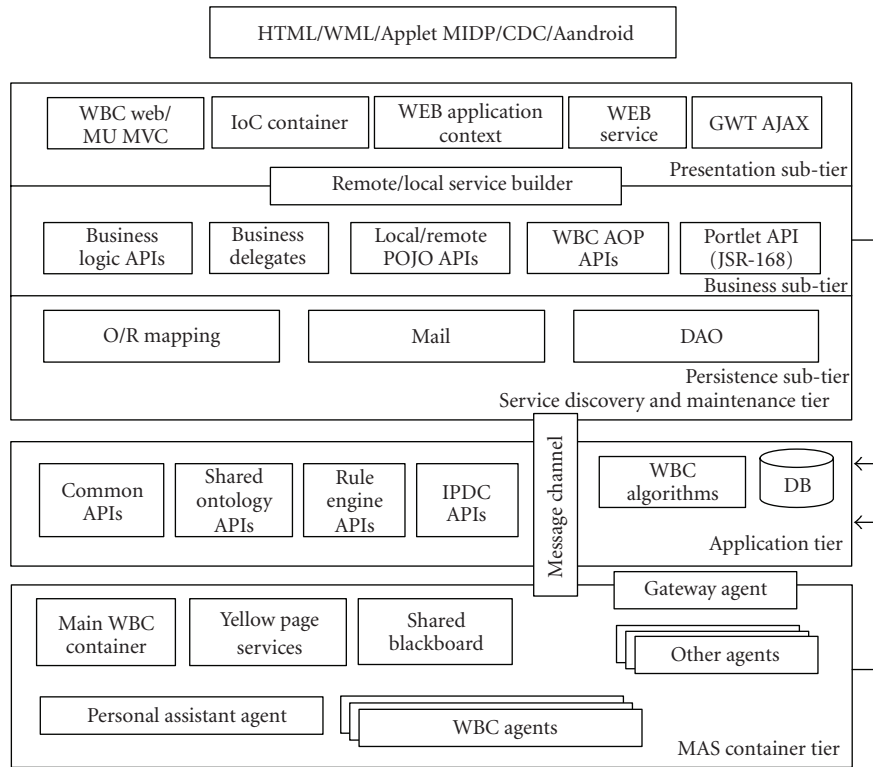 HTML/WML/Applet MIDP/CDC/Aandroid
WBC web/
MU MVC
IoC container
WEB application
context
WEB
service
GWT AJAX
Presentation sub-tier
Remote/local service builder
Business
logic APIs
Business
delegates
Local/remote
POJO APIs
WBC AOP
APIs
Portlet API
(JSR-168)
Business sub-tier
O/R mapping
Mail
DAO
Persistence sub-tier
Service discovery and maintenance tier
Message channel
Common
APIs
Shared
ontology
APIs
Rule
engine
APIs
IPDC
APIs
WBC
algorithms
DB
Application tier
Gateway agent
Main WBC
container
Yellow page
services
Shared
blackboard
Other agents
Personal assistant agent
WBC agents
MAS container tier